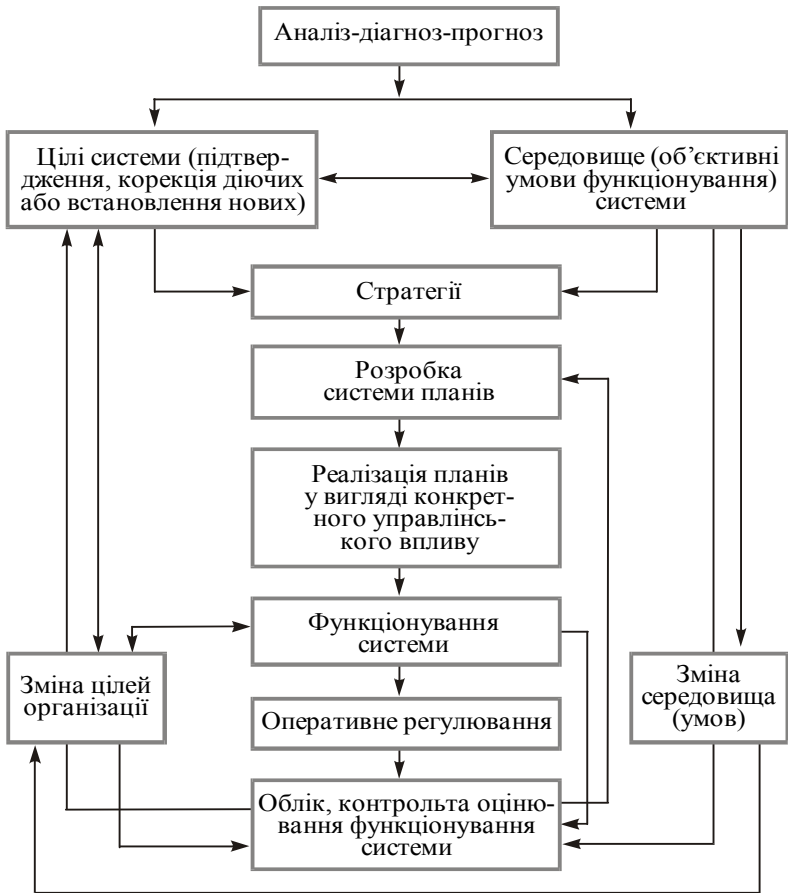 Аналіз-діагноз-прогноз
Цілі системи (підтвер-
дження, корекція діючих
або встановлення нових)
Середовище (об’єктивні
умови функціонування)
системи
Стратегії
Розробка
системи планів
Реалізація планів
у вигляді конкрет-
ного управлінсь-
кого впливу
Функціонування
системи
Зміна цілей
організації
Зміна
середовища
(умов)
Оперативне регулювання
Облік, контрольта оціню-
вання функціонування
системи